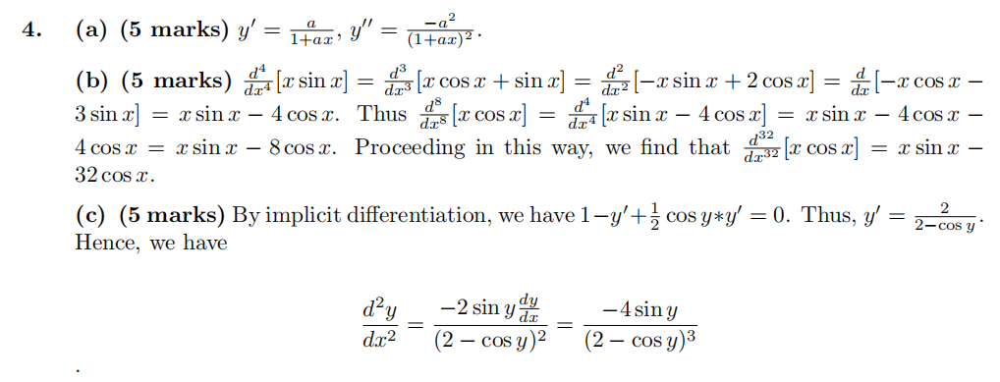 4. (a) (5 marks) y′ = \frac{a}{1+ax}, y′′ = \frac{−a^2}{(1+ax)^2}.
(b) (5 marks) \frac{d^4}{dx^4}[x sin x] = \frac{d^3}{dx^3}[x cos x + sin x] = \frac{d^2}{dx^2}[−x sin x + 2 cos x] = \frac{d}{dx}[−x cos x −
3 sin x] = x sin x − 4 cos x. Thus \frac{d^8}{dx^8}[x cos x] = \frac{d^4}{dx^4}[x sin x − 4 cos x] = x sin x − 4 cos x −
4 cos x = x sin x − 8 cos x. Proceeding in this way, we find that \frac{d^{32}}{dx^{32}}[x cos x] = x sin x −
32 cos x.
(c) (5 marks) By implicit differentiation, we have 1−y′+\frac{1}{2} cos y∗y′ = 0. Thus, y′ = \frac{2}{2−cos y}.
Hence, we have
\frac{d^2y}{dx^2} = \frac{−2 sin y \frac{dy}{dx}}{(2 − cos y)^2} = \frac{−4 sin y}{(2 − cos y)^3}
.